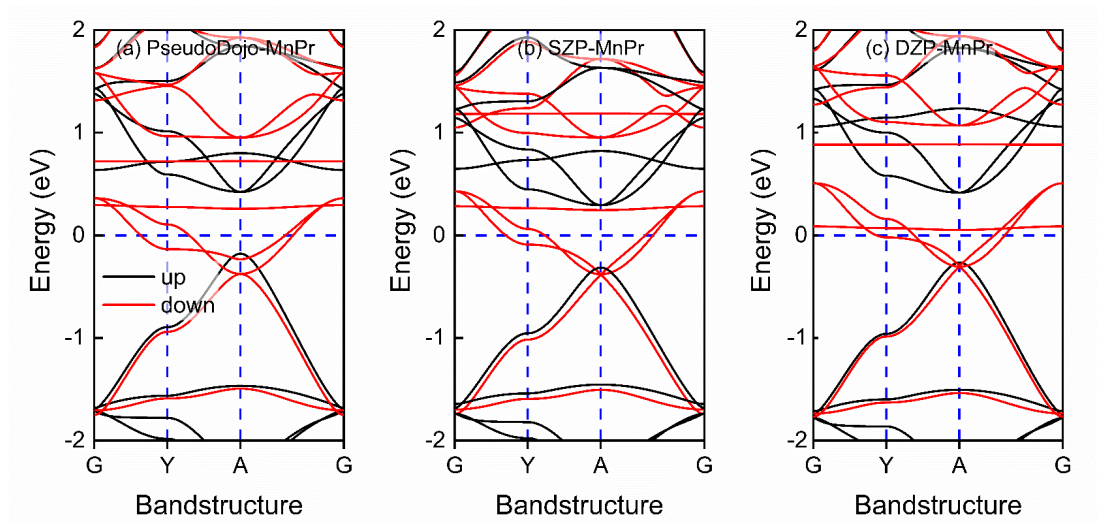 (a) PseudoDojo-MnPr
(b) SZP-MnPr
(c) DZP-MnPr
2
1
0
-1
-2
Energy (eV)
up
down
G
Y
A
G
Bandstructure
2
1
0
-1
-2
Energy (eV)
G
Y
A
G
Bandstructure
2
1
0
-1
-2
Energy (eV)
G
Y
A
G
Bandstructure